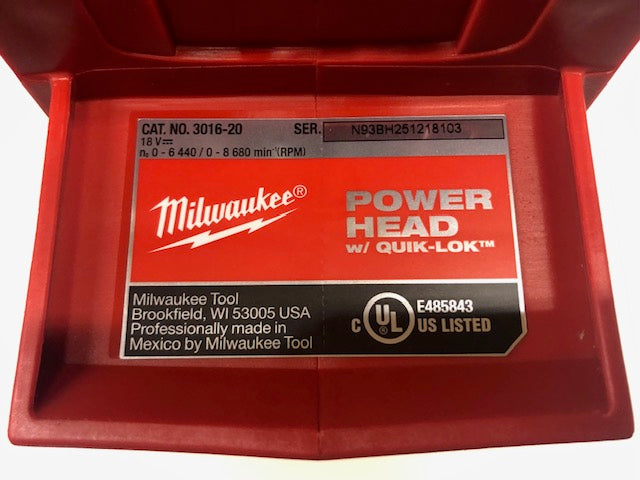 CAT. NO. 3016-20 SER. N93BH251218103
18 V⎓
n₀ 0 - 6 440 / 0 - 8 680 min⁻¹(RPM)
Milwaukee®
POWER
HEAD
w/ QUIK-LOK™
Milwaukee Tool
Brookfield, WI 53005 USA
Professionally made in
Mexico by Milwaukee Tool
C UL® US LISTED
E485843